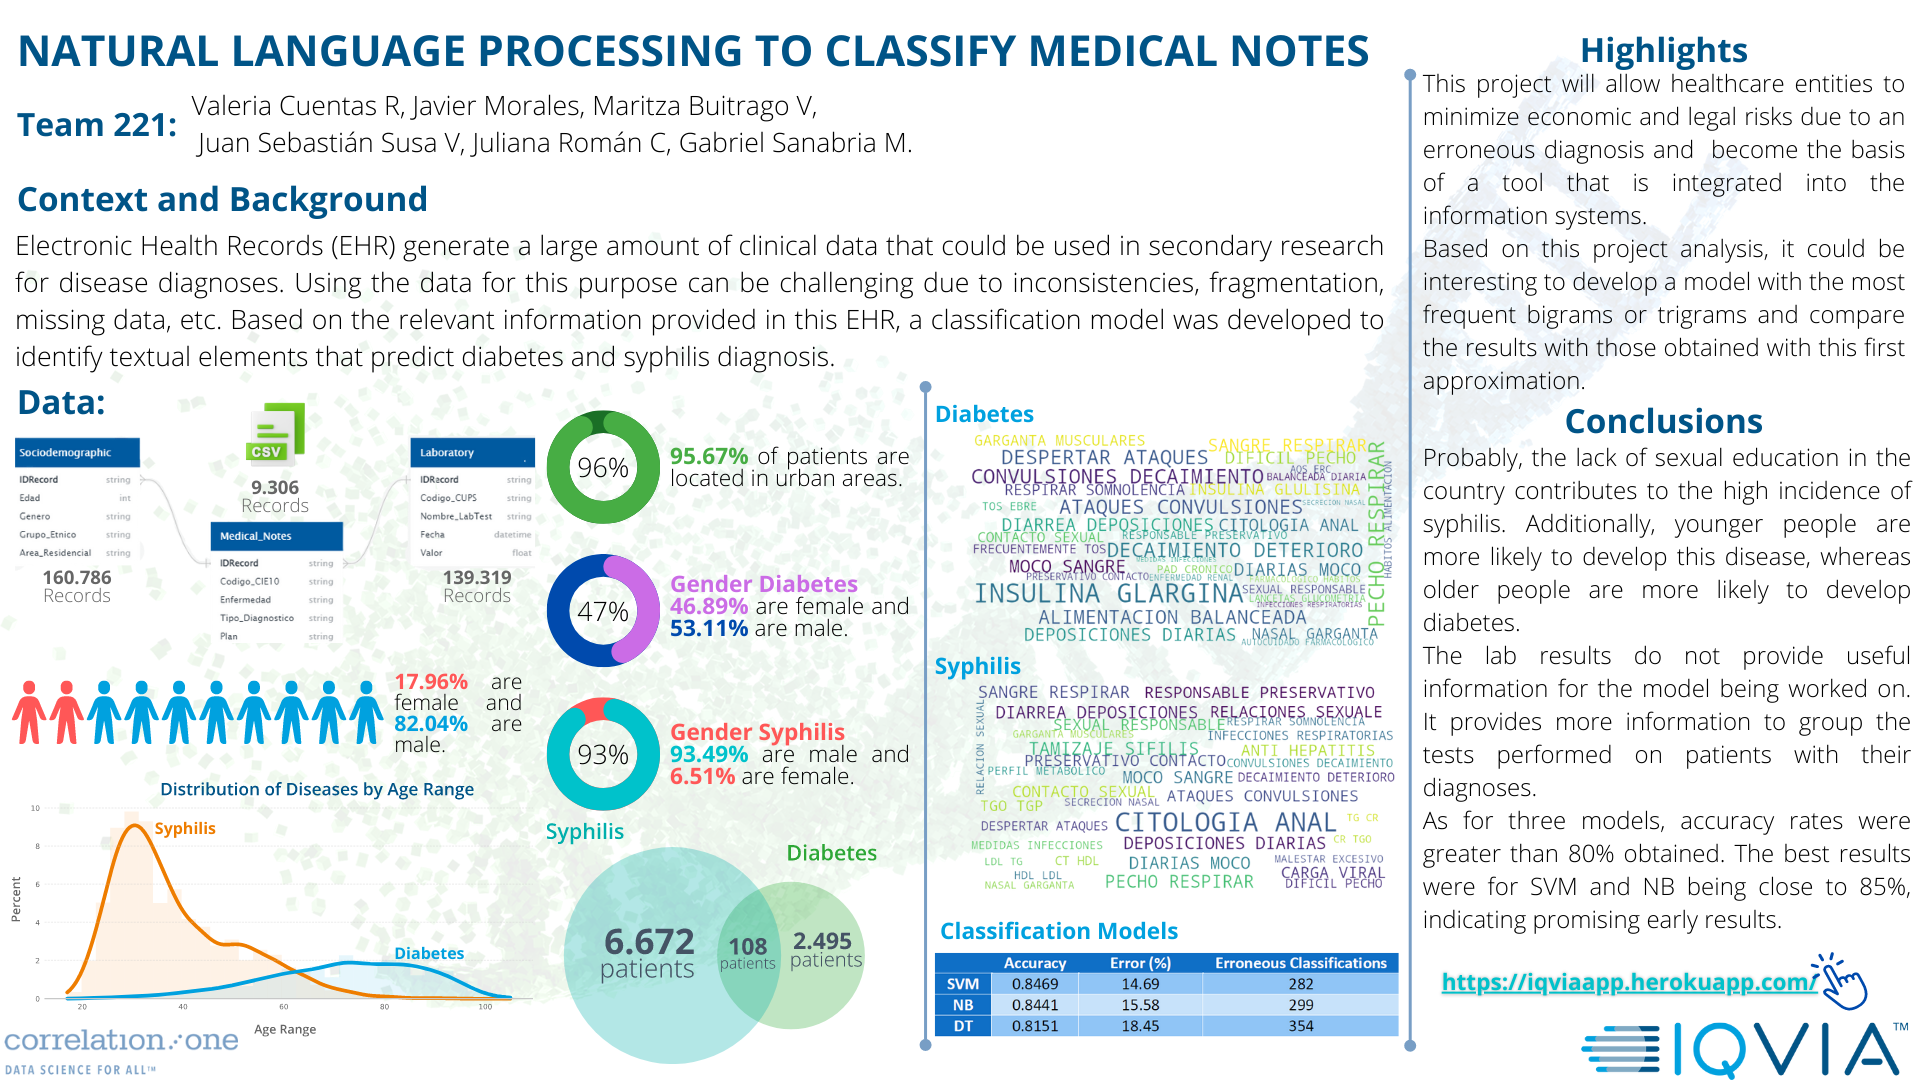 NATURAL LANGUAGE PROCESSING TO CLASSIFY MEDICAL NOTES
Team 221:
Valeria Cuentas R, Javier Morales, Maritza Buitrago V,
Juan Sebastián Susa V, Juliana Román C, Gabriel Sanabria M.
Context and Background
Electronic Health Records (EHR) generate a large amount of clinical data that could be used in secondary research
for disease diagnoses. Using the data for this purpose can be challenging due to inconsistencies, fragmentation,
missing data, etc. Based on the relevant information provided in this EHR, a classification model was developed to
identify textual elements that predict diabetes and syphilis diagnosis.
Data:
Sociodemographic
IDRecord string
Edad int
Genero string
Grupo_Etnico string
Area_Residencial string
160.786
Records
CSV
9.306
Records
Medical_Notes
IDRecord string
Codigo_CIE10 string
Enfermedad string
Tipo_Diagnostico string
Plan string
Laboratory
IDRecord string
Codigo_CUPS string
Nombre_LabTest string
Fecha datetime
Valor float
139.319
Records
17.96% are
female and
82.04% are
male.
96%
95.67% of patients are
located in urban areas.
47%
Gender Diabetes
46.89% are female and
53.11% are male.
93%
Gender Syphilis
93.49% are male and
6.51% are female.
Distribution of Diseases by Age Range
Percent
10
8
6
4
2
0
Syphilis
Diabetes
20 40 60 80 100
Age Range
Syphilis
Diabetes
6.672
patients
108
patients
2.495
patients
correlation one
DATA SCIENCE FOR ALL™
Diabetes
GARGANTA MUSCULARES
SANGRE RESPIRAR
DESPERTAR ATAQUES
DIFICIL PECHO
CONVULSIONES DECAIMIENTO
AOS ERC
BALANCEADA DIARIA
RESPIRAR SOMNOLENCIA
INSULINA GLULISINA
TOS EBRE
ATAQUES CONVULSIONES
SECRECION NASAL
DIARREA DEPOSICIONES
CITOLOGIA ANAL
CONTACTO SEXUAL
RESPONSABLE PRESERVATIVO
FRECUENTEMENTE TOS
DECAIMIENTO DETERIORO
MEDIDAS INFECCIONES
MOCO SANGRE
PAD CRONICO
DIARIAS MOCO
PRESERVATIVO CONTACTO
ENFERMEDAD RENAL
FARMACOLOGICO HABITOS
INSULINA GLARGINA
SEXUAL RESPONSABLE
LANCETAS GLUCOMETRIA
INFECCIONES RESPIRATORIAS
ALIMENTACION BALANCEADA
DEPOSICIONES DIARIAS
NASAL GARGANTA
AUTOCUIDADO FARMACOLOGICO
PECHO RESPIRAR
HABITOS ALIMENTACION
Syphilis
SANGRE RESPIRAR
RESPONSABLE PRESERVATIVO
DIARREA DEPOSICIONES
RELACIONES SEXUALE
SEXUAL RESPONSABLE
RESPIRAR SOMNOLENCIA
GARGANTA MUSCULARES
INFECCIONES RESPIRATORIAS
TAMIZAJE SIFILIS
ANTI HEPATITIS
PRESERVATIVO CONTACTO
CONVULSIONES DECAIMIENTO
PERFIL METABOLICO
MOCO SANGRE
DECAIMIENTO DETERIORO
RELACION SEXUAL
CONTACTO SEXUAL
TGO TGP
SECRECION NASAL
ATAQUES CONVULSIONES
DESPERTAR ATAQUES
CITOLOGIA ANAL
TG CR
MEDIDAS INFECCIONES
DEPOSICIONES DIARIAS
CR TGO
LDL TG
CT HDL
DIARIAS MOCO
MALESTAR EXCESIVO
HDL LDL
CARGA VIRAL
NASAL GARGANTA
PECHO RESPIRAR
DIFICIL PECHO
Classification Models
Accuracy Error (%) Erroneous Classifications
SVM 0.8469 14.69 282
NB 0.8441 15.58 299
DT 0.8151 18.45 354
Highlights
This project will allow healthcare entities to
minimize economic and legal risks due to an
erroneous diagnosis and become the basis
of a tool that is integrated into the
information systems.
Based on this project analysis, it could be
interesting to develop a model with the most
frequent bigrams or trigrams and compare
the results with those obtained with this first
approximation.
Conclusions
Probably, the lack of sexual education in the
country contributes to the high incidence of
syphilis. Additionally, younger people are
more likely to develop this disease, whereas
older people are more likely to develop
diabetes.
The lab results do not provide useful
information for the model being worked on.
It provides more information to group the
tests performed on patients with their
diagnoses.
As for three models, accuracy rates were
greater than 80% obtained. The best results
were for SVM and NB being close to 85%,
indicating promising early results.
https://iqviaapp.herokuapp.com/
IQVIA™